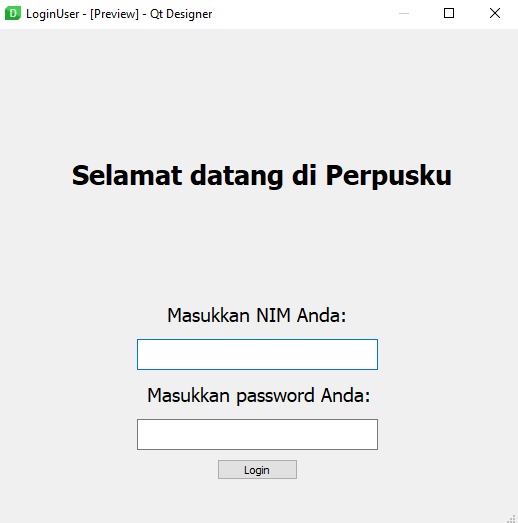 LoginUser - [Preview] - Qt Designer
Selamat datang di Perpusku
Masukkan NIM Anda:
Masukkan password Anda:
Login